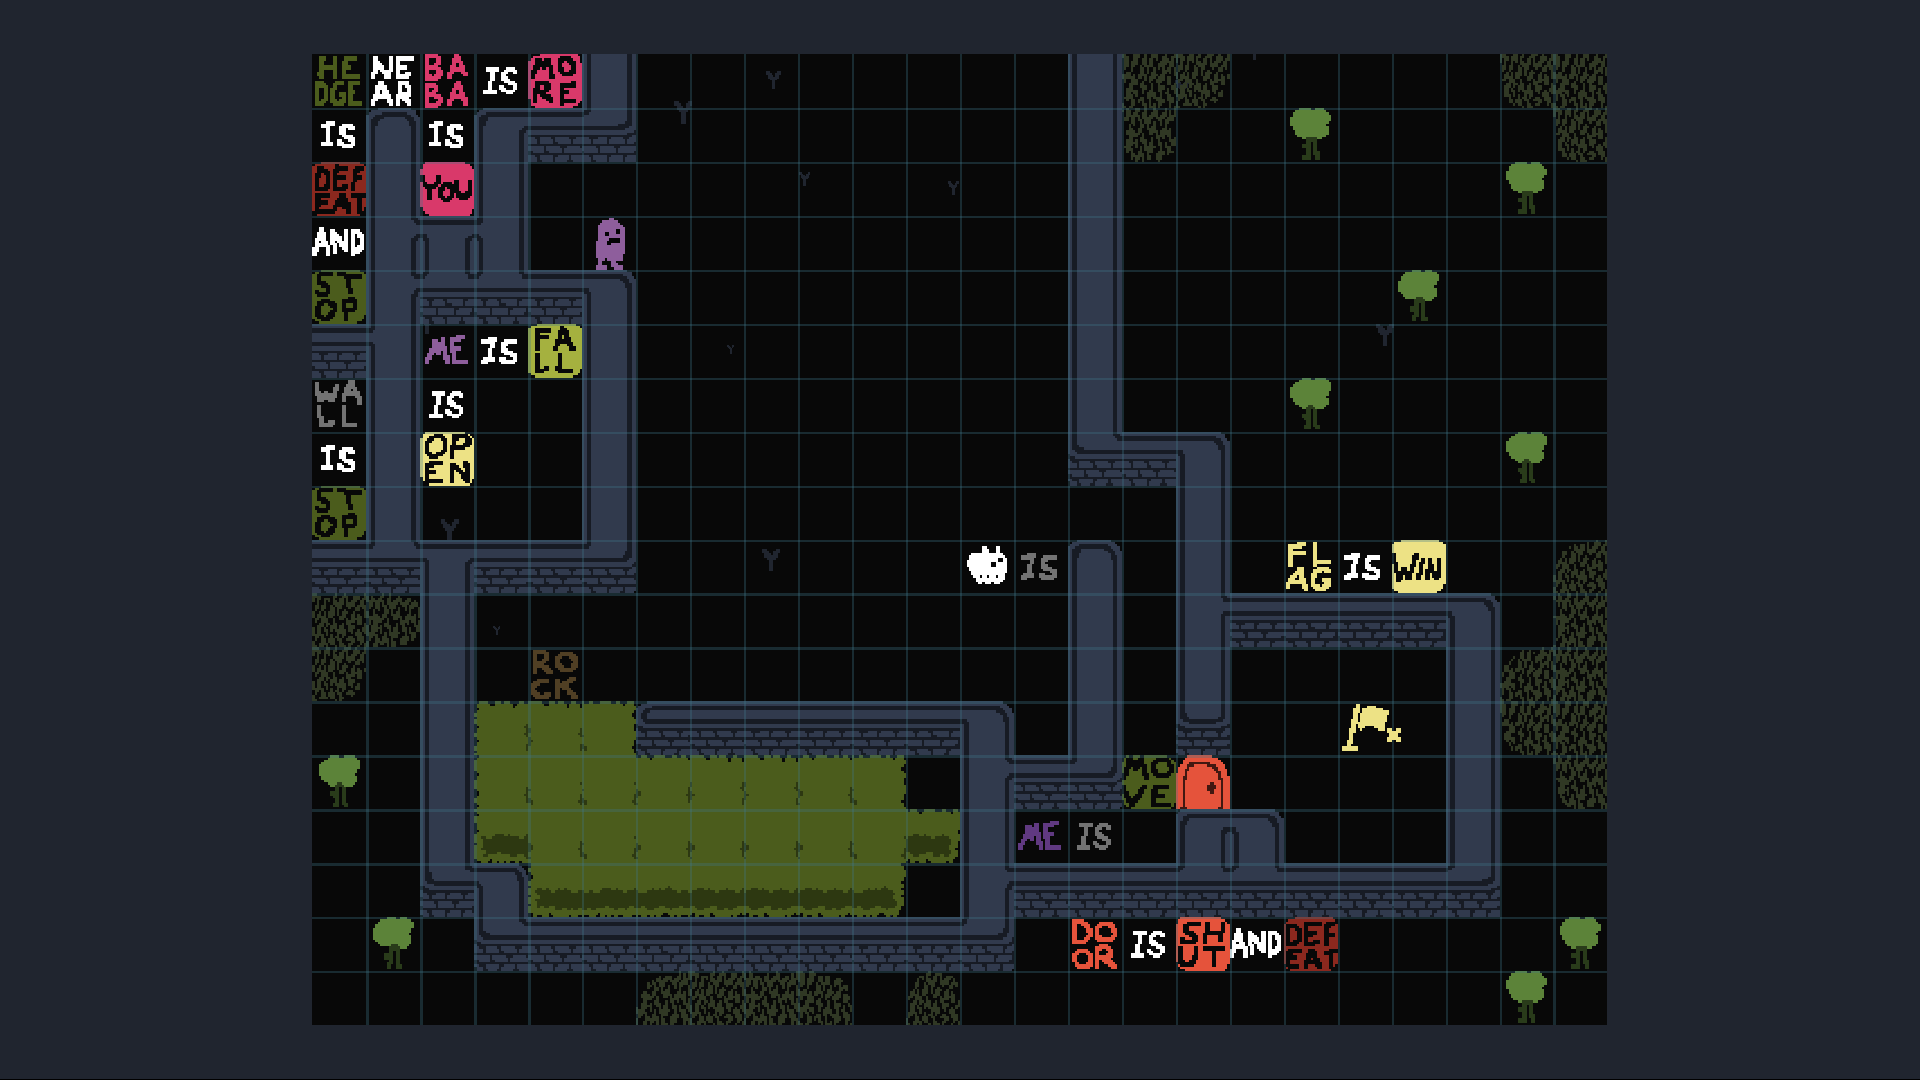 HEDGE NEAR BABA IS MORE
IS IS
DEFEAT YOU
AND
STOP
ME IS FALL
WALL IS
IS OPEN
STOP
IS FLAG IS WIN
ROCK
MOVE
ME IS
DOOR IS SHUT AND DEFEAT